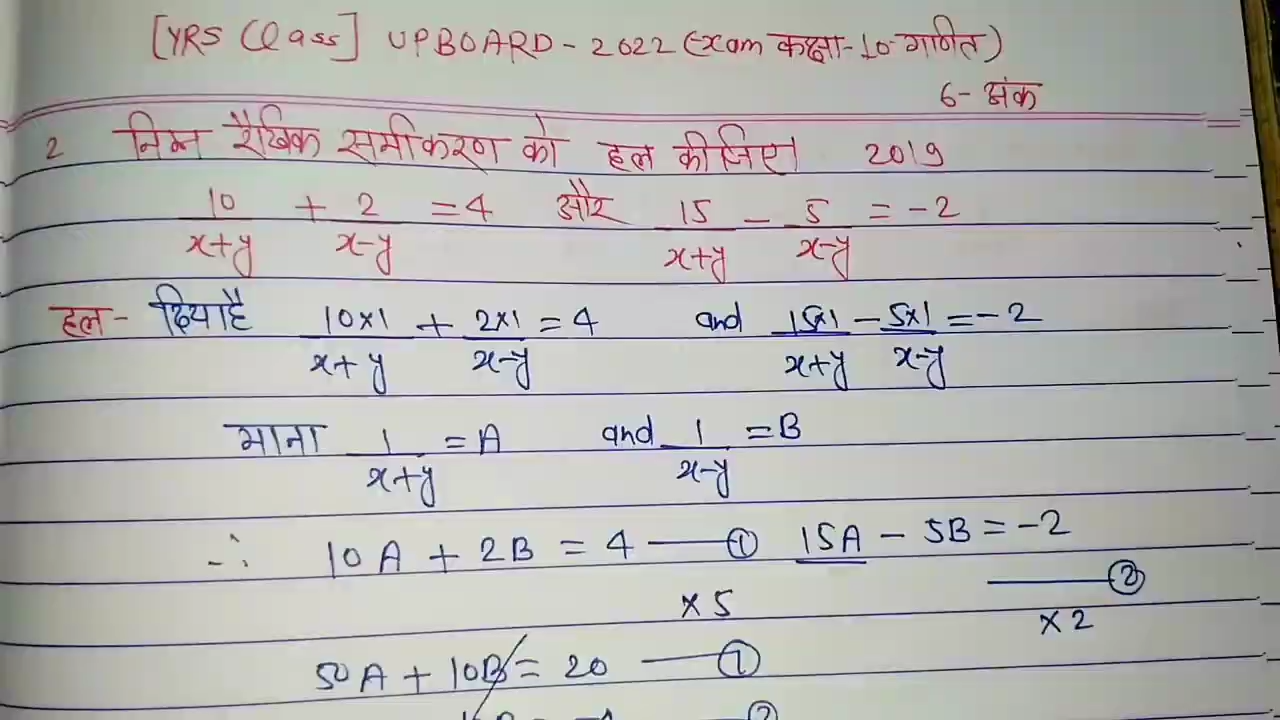 [YRS Class] UPBOARD-2022 (Exam कक्षा-10-गणित)
6-अंक
2 निम्न रैखिक समीकरण को हल कीजिए। 2019
10/x+y + 2/x-y = 4 और 15/x+y - 5/x-y = -2
हल- दिया है 10×1/x+y + 2×1/x-y = 4 and 15×1/x+y - 5×1/x-y = -2
माना 1/x+y = A and 1/x-y = B
∴ 10A + 2B = 4 —— ① 15A - 5B = -2
—— ②
×5 ×2
50A + 10B = 20 —— ①